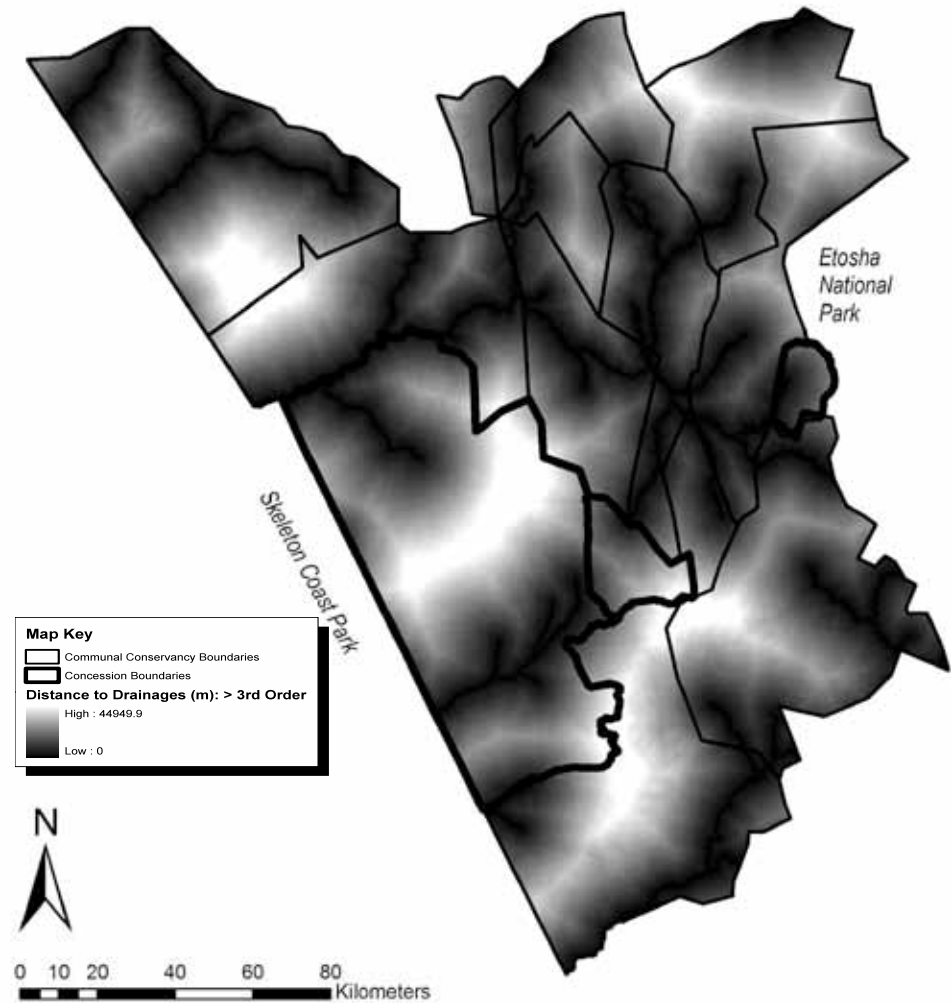 Etosha
National
Park
Skeleton Coast Park
Map Key
Communal Conservancy Boundaries
Concession Boundaries
Distance to Drainages (m): > 3rd Order
High : 44949.9
Low : 0
N
0 10 20 40 60 80
Kilometers